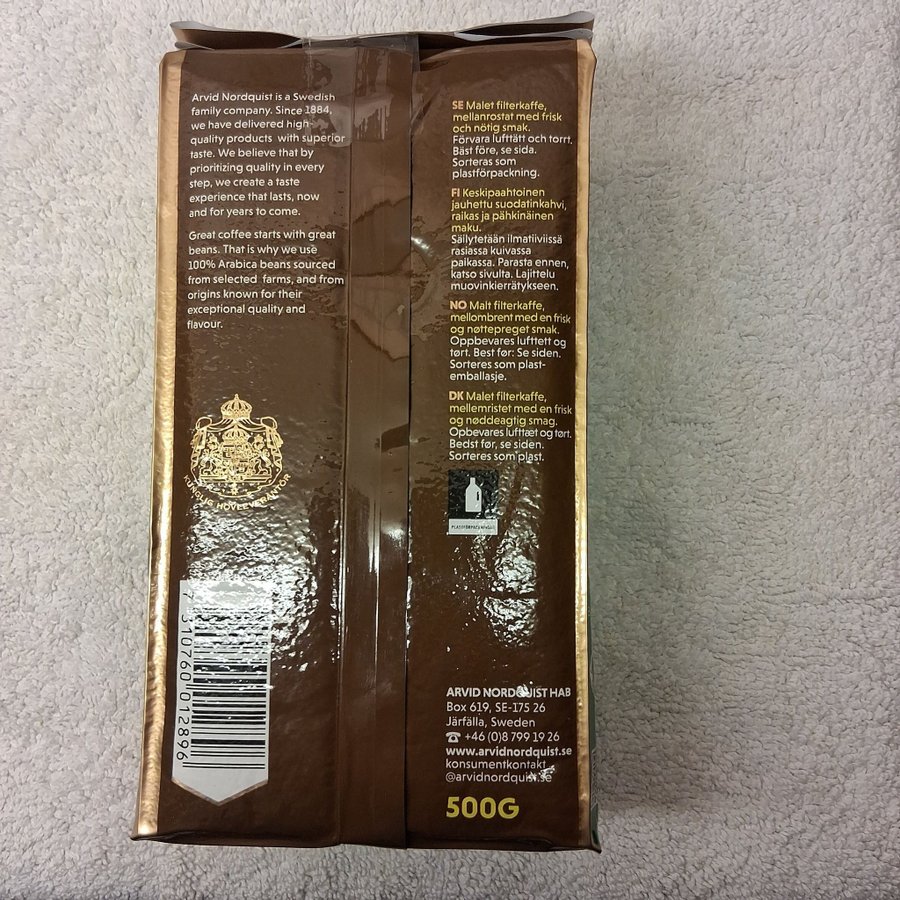 Arvid Nordquist is a Swedish
family company. Since 1884,
we have delivered high-
quality products with superior
taste. We believe that by
prioritizing quality in every
step, we create a taste
experience that lasts, now
and for years to come.
Great coffee starts with great
beans. That is why we use
100% Arabica beans sourced
from selected farms, and from
origins known for their
exceptional quality and
flavour.
KUNGLIG HOVLEVERANTÖR
7 310760 012896
SE Malet filterkaffe,
mellanrostat med frisk
och nötig smak.
Förvara lufttätt och torrt.
Bäst före, se sida.
Sorteras som
plastförpackning.
FI Keskipaahtoinen
jauhettu suodatinkahvi,
raikas ja pähkinäinen
maku.
Säilytetään ilmatiiviissä
rasiassa kuivassa
paikassa. Parasta ennen,
katso sivulta. Lajittelu
muovinkierrätykseen.
NO Malt filterkaffe,
mellombrent med en frisk
og nøttepreget smak.
Oppbevares lufttett og
tørt. Best før: Se siden.
Sorteres som plast-
emballasje.
DK Malet filterkaffe,
mellemristet med en frisk
og nøddeagtig smag.
Opbevares lufttæt og tørt.
Bedst før, se siden.
Sorteres som plast.
PLASTFÖRPACKNINGAR
ARVID NORDQUIST HAB
Box 619, SE-175 26
Järfälla, Sweden
☎ +46 (0)8 799 19 26
www.arvidnordquist.se
konsumentkontakt
@arvidnordquist.se
500G